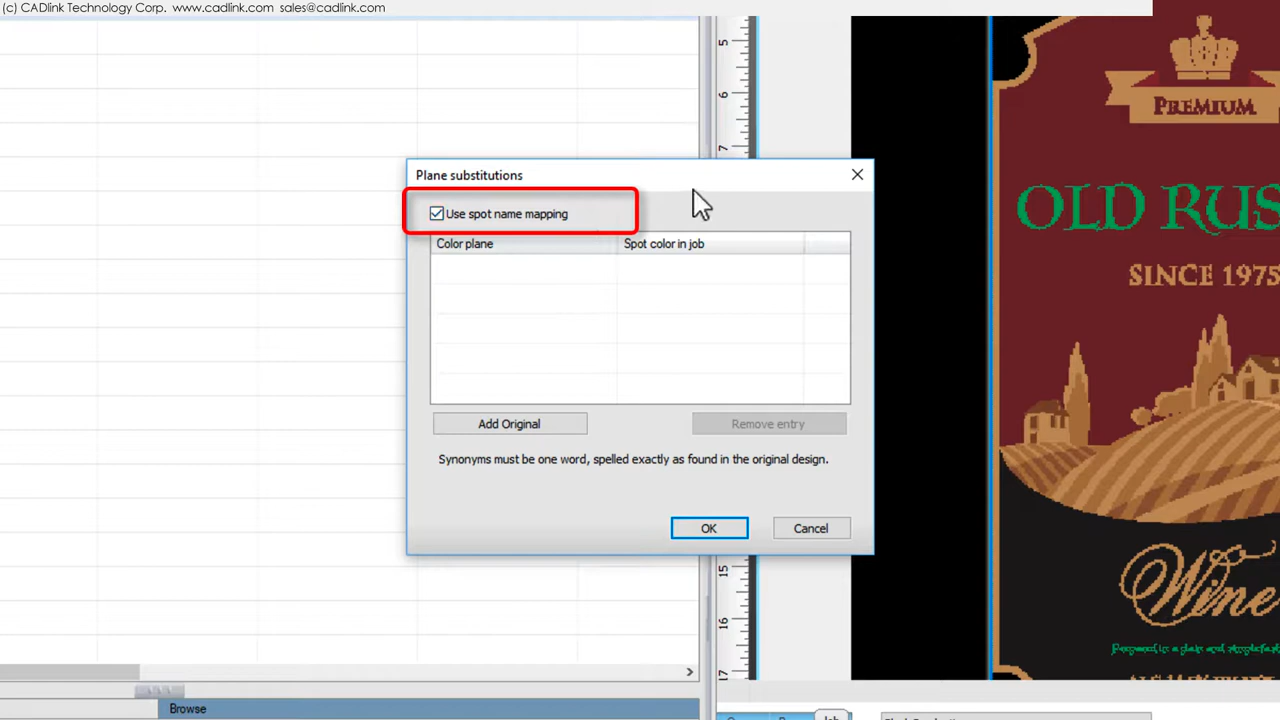 (c) CADlink Technology Corp. www.cadlink.com sales@cadlink.com
5
6
7
PREMIUM
OLD RUS
SINCE 1975
Plane substitutions
Use spot name mapping
Color plane Spot color in job
Add Original Remove entry
Synonyms must be one word, spelled exactly as found in the original design.
OK Cancel
15
16
17
Wine
Browse